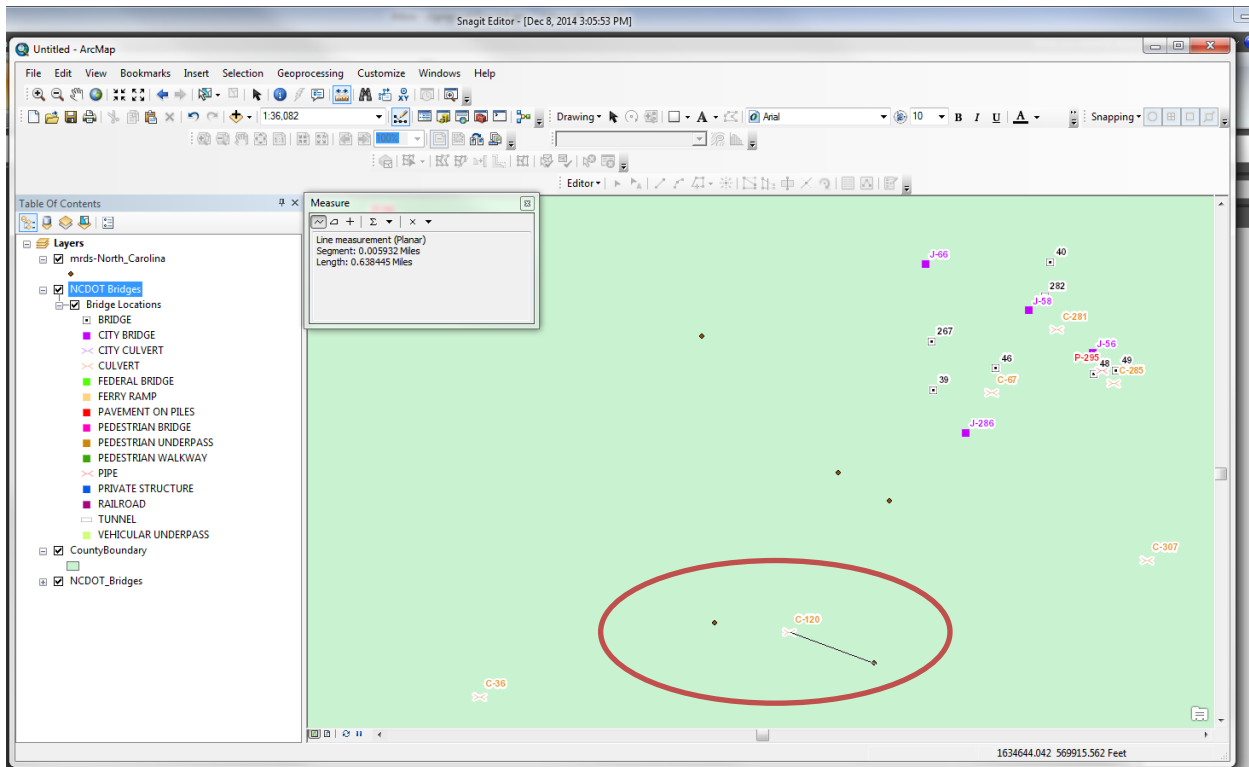 Snagit Editor - [Dec 8, 2014 3:05:53 PM]
Untitled - ArcMap
File Edit View Bookmarks Insert Selection Geoprocessing Customize Windows Help
1:36,082 Drawing Arial 10 B I U A Snapping
100%
Editor
Table Of Contents
Layers
mrds-North_Carolina
NCDOT Bridges
Bridge Locations
BRIDGE
CITY BRIDGE
CITY CULVERT
CULVERT
FEDERAL BRIDGE
FERRY RAMP
PAVEMENT ON PILES
PEDESTRIAN BRIDGE
PEDESTRIAN UNDERPASS
PEDESTRIAN WALKWAY
PIPE
PRIVATE STRUCTURE
RAILROAD
TUNNEL
VEHICULAR UNDERPASS
CountyBoundary
NCDOT_Bridges
Measure
Line measurement (Planar)
Segment: 0.005932 Miles
Length: 0.638445 Miles
J-66
40
282
J-58
C-281
267
J-56
P-295
46
48
49
C-285
39
C-67
J-286
C-307
C-120
C-36
1634644.042 569915.562 Feet